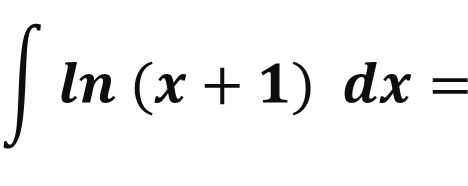 ∫ ln (x + 1) dx =